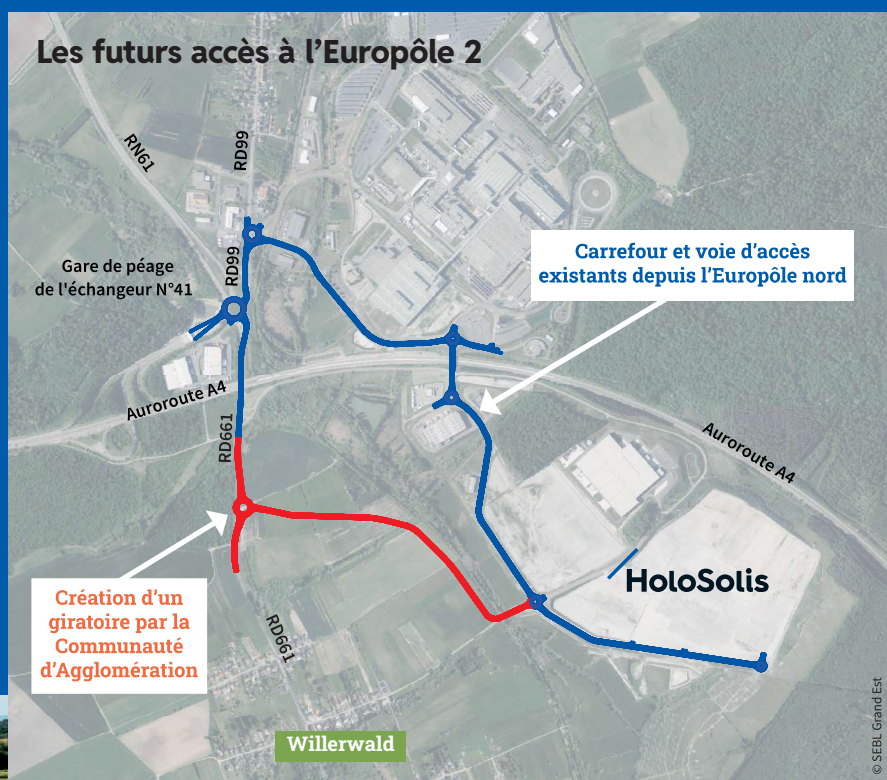 Les futurs accès à l'Europôle 2
RN61
RD99
RD99
Gare de péage
de l'échangeur N°41
Carrefour et voie d'accès
existants depuis l'Europôle nord
Auroroute A4
RD661
Auroroute A4
HoloSolis
Création d'un
giratoire par la
Communauté
d'Agglomération
RD661
Willerwald
© SEBL Grand Est